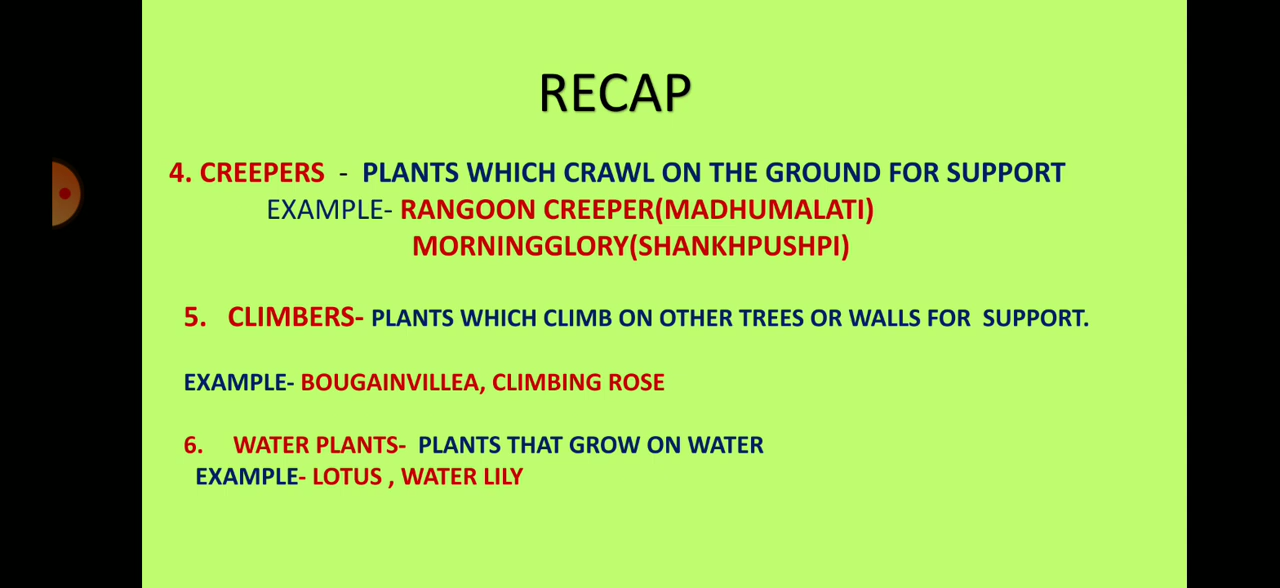 RECAP
4. CREEPERS - PLANTS WHICH CRAWL ON THE GROUND FOR SUPPORT
EXAMPLE- RANGOON CREEPER(MADHUMALATI)
MORNINGGLORY(SHANKHPUSHPI)
5. CLIMBERS- PLANTS WHICH CLIMB ON OTHER TREES OR WALLS FOR SUPPORT.
EXAMPLE- BOUGAINVILLEA, CLIMBING ROSE
6. WATER PLANTS- PLANTS THAT GROW ON WATER
EXAMPLE- LOTUS , WATER LILY